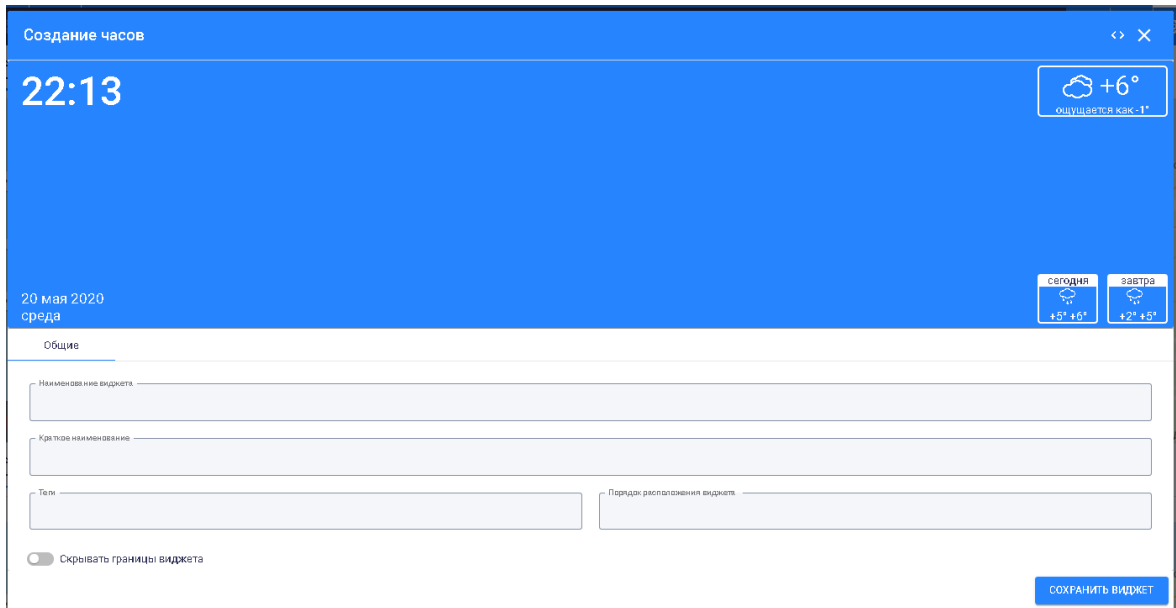 Создание часов
22:13
+6°
ощущается как -1°
20 мая 2020
среда
сегодня
+5° +6°
завтра
+2° +5°
Общие
Наименование виджета
Краткое наименование
Теги
Порядок расположения виджета
Скрывать границы виджета
СОХРАНИТЬ ВИДЖЕТ